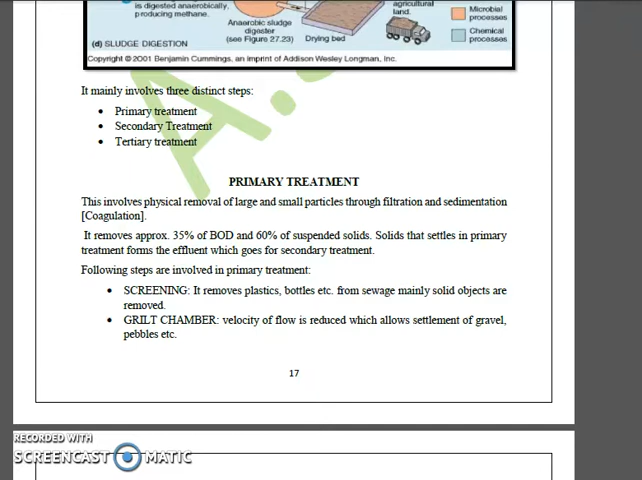 is digested anaerobically,
producing methane.
Anaerobic sludge
digester
(see Figure 27.23)
Drying bed
agricultural
land.
Microbial
processes
Chemical
processes
(d) SLUDGE DIGESTION
Copyright © 2001 Benjamin Cummings, an imprint of Addison Wesley Longman, Inc.
It mainly involves three distinct steps:
• Primary treatment
• Secondary Treatment
• Tertiary treatment
PRIMARY TREATMENT
This involves physical removal of large and small particles through filtration and sedimentation
[Coagulation].
It removes approx. 35% of BOD and 60% of suspended solids. Solids that settles in primary
treatment forms the effluent which goes for secondary treatment.
Following steps are involved in primary treatment:
• SCREENING: It removes plastics, bottles etc. from sewage mainly solid objects are
removed.
• GRILT CHAMBER: velocity of flow is reduced which allows settlement of gravel,
pebbles etc.
17
RECORDED WITH
SCREENCAST MATIC